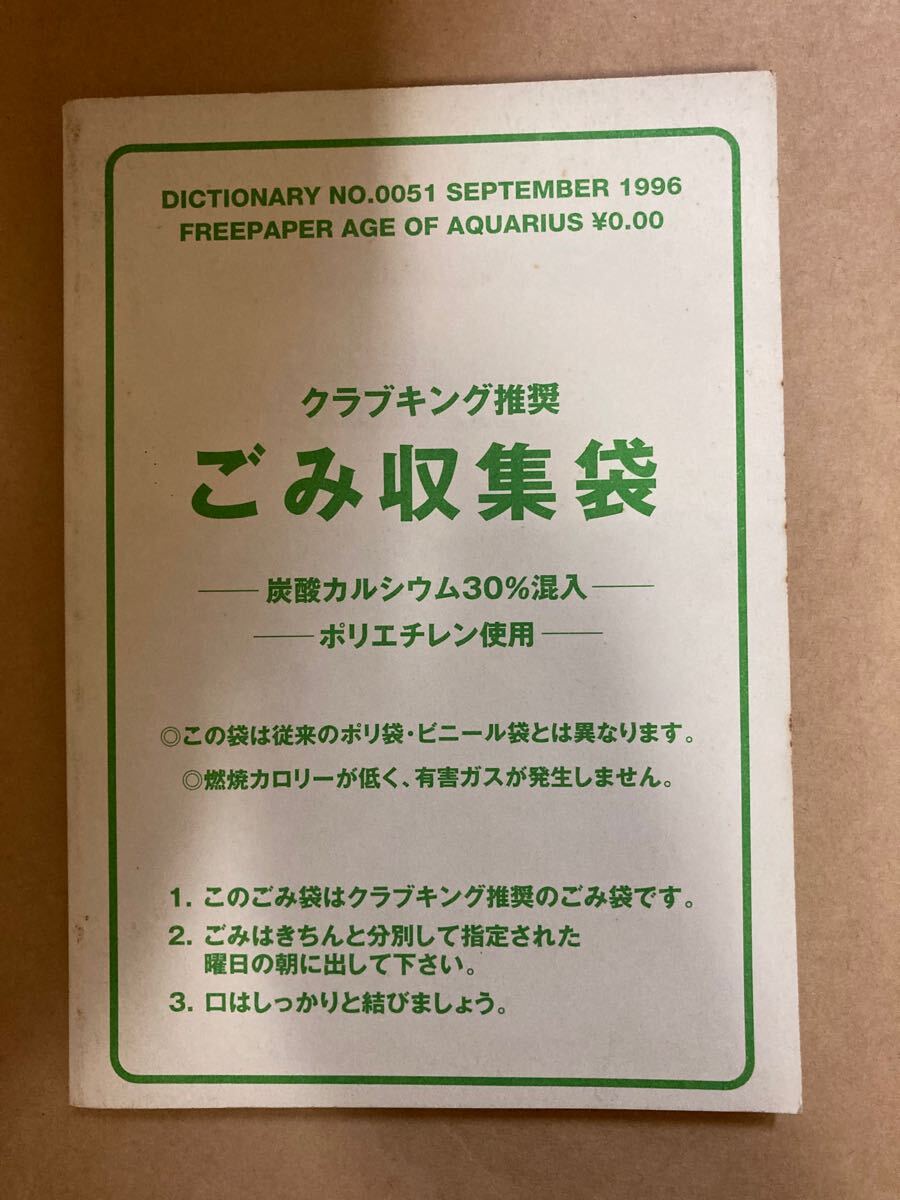 DICTIONARY NO.0051 SEPTEMBER 1996
FREEPAPER AGE OF AQUARIUS ¥0.00
クラブキング推奨
ごみ収集袋
炭酸カルシウム30%混入
ポリエチレン使用
◎この袋は従来のポリ袋・ビニール袋とは異なります。
◎燃焼カロリーが低く、有害ガスが発生しません。
1. このごみ袋はクラブキング推奨のごみ袋です。
2. ごみはきちんと分別して指定された
曜日の朝に出して下さい。
3. 口はしっかりと結びましょう。